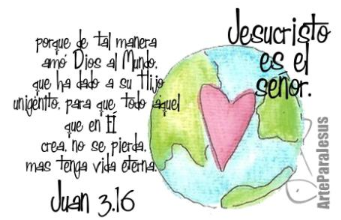 porque de tal manera
amó Dios al Mundo,
que ha dado a su Hijo
unigénito, para que todo aquel
que en Él
crea, no se pierda,
mas tenga vida eterna.
Juan 3:16
Jesucristo
es el
señor.
ArteParaJesus